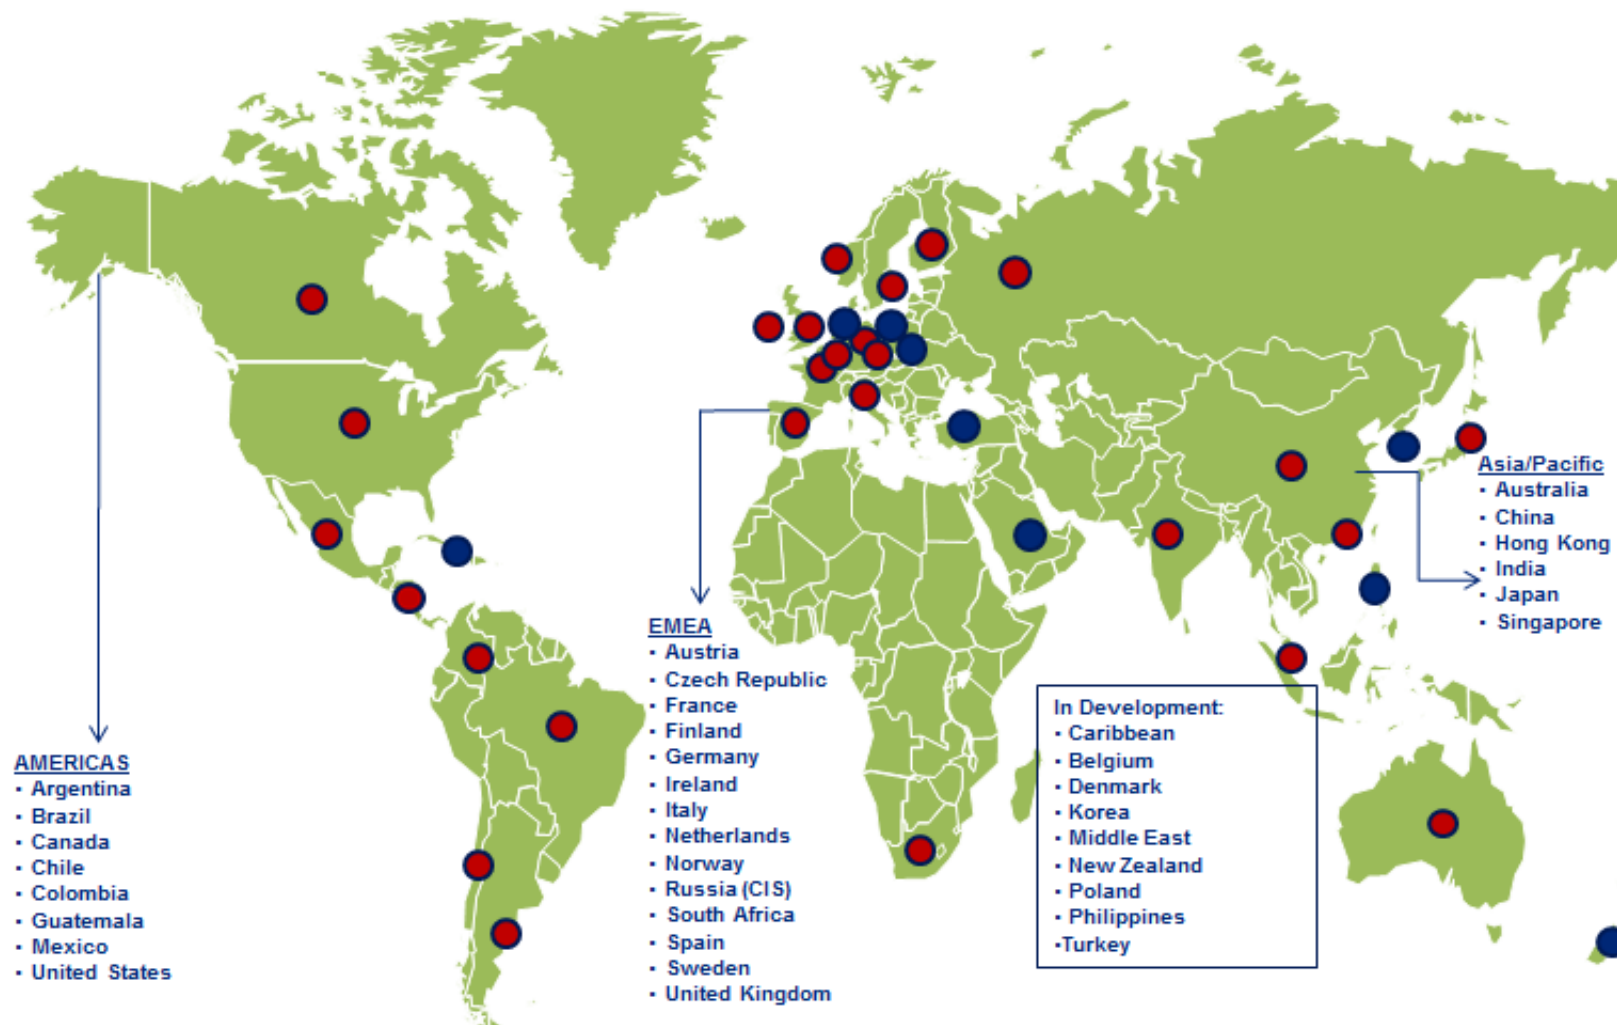 AMERICAS
▪ Argentina
▪ Brazil
▪ Canada
▪ Chile
▪ Colombia
▪ Guatemala
▪ Mexico
▪ United States
EMEA
▪ Austria
▪ Czech Republic
▪ France
▪ Finland
▪ Germany
▪ Ireland
▪ Italy
▪ Netherlands
▪ Norway
▪ Russia (CIS)
▪ South Africa
▪ Spain
▪ Sweden
▪ United Kingdom
In Development:
▪ Caribbean
▪ Belgium
▪ Denmark
▪ Korea
▪ Middle East
▪ New Zealand
▪ Poland
▪ Philippines
▪Turkey
Asia/Pacific
▪ Australia
▪ China
▪ Hong Kong
▪ India
▪ Japan
▪ Singapore